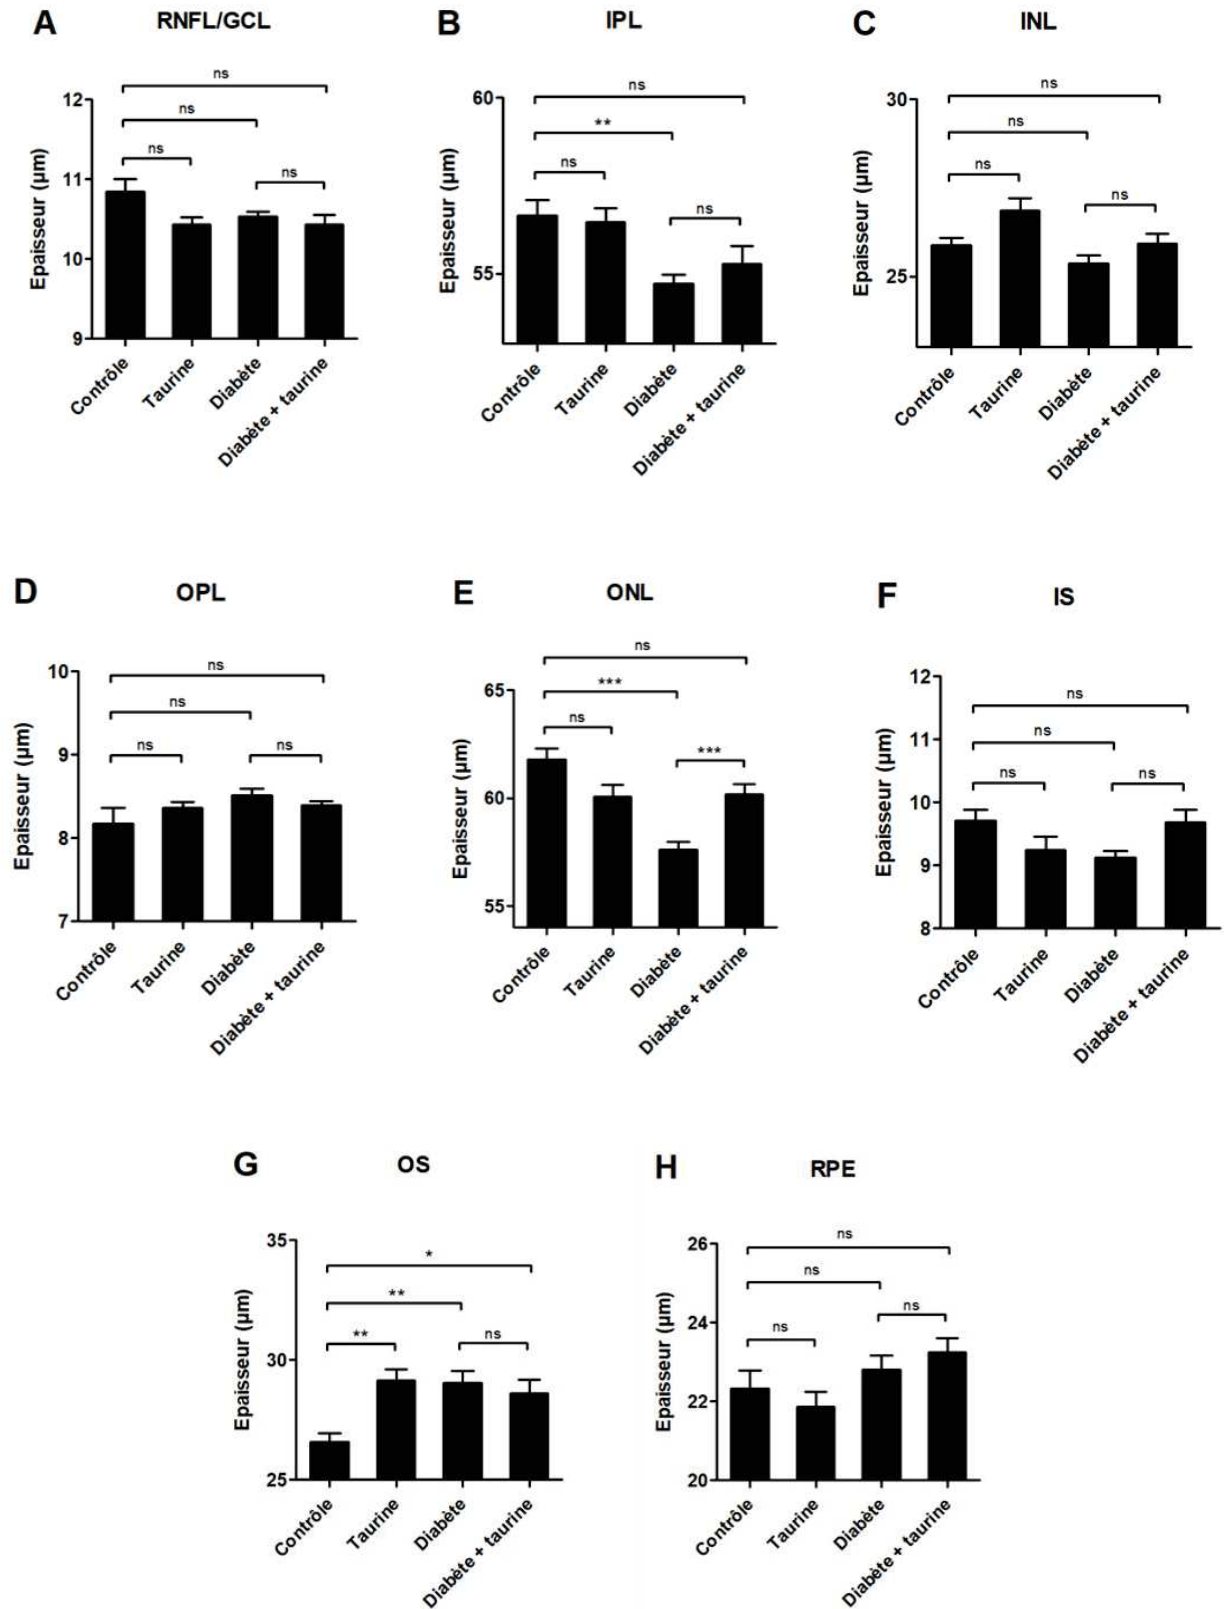 A
RNFL/GCL
Epaisseur (µm)
12
11
10
9
ns
ns
ns
ns
Contrôle
Taurine
Diabète
Diabète + taurine
B
IPL
Epaisseur (µm)
60
55
ns
**
ns
ns
Contrôle
Taurine
Diabète
Diabète + taurine
C
INL
Epaisseur (µm)
30
25
ns
ns
ns
ns
Contrôle
Taurine
Diabète
Diabète + taurine
D
OPL
Epaisseur (µm)
10
9
8
7
ns
ns
ns
ns
Contrôle
Taurine
Diabète
Diabète + taurine
E
ONL
Epaisseur (µm)
65
60
55
ns
***
ns
***
Contrôle
Taurine
Diabète
Diabète + taurine
F
IS
Epaisseur (µm)
12
11
10
9
8
ns
ns
ns
ns
Contrôle
Taurine
Diabète
Diabète + taurine
G
OS
Epaisseur (µm)
35
30
25
*
**
**
ns
Contrôle
Taurine
Diabète
Diabète + taurine
H
RPE
Epaisseur (µm)
26
24
22
20
ns
ns
ns
ns
Contrôle
Taurine
Diabète
Diabète + taurine